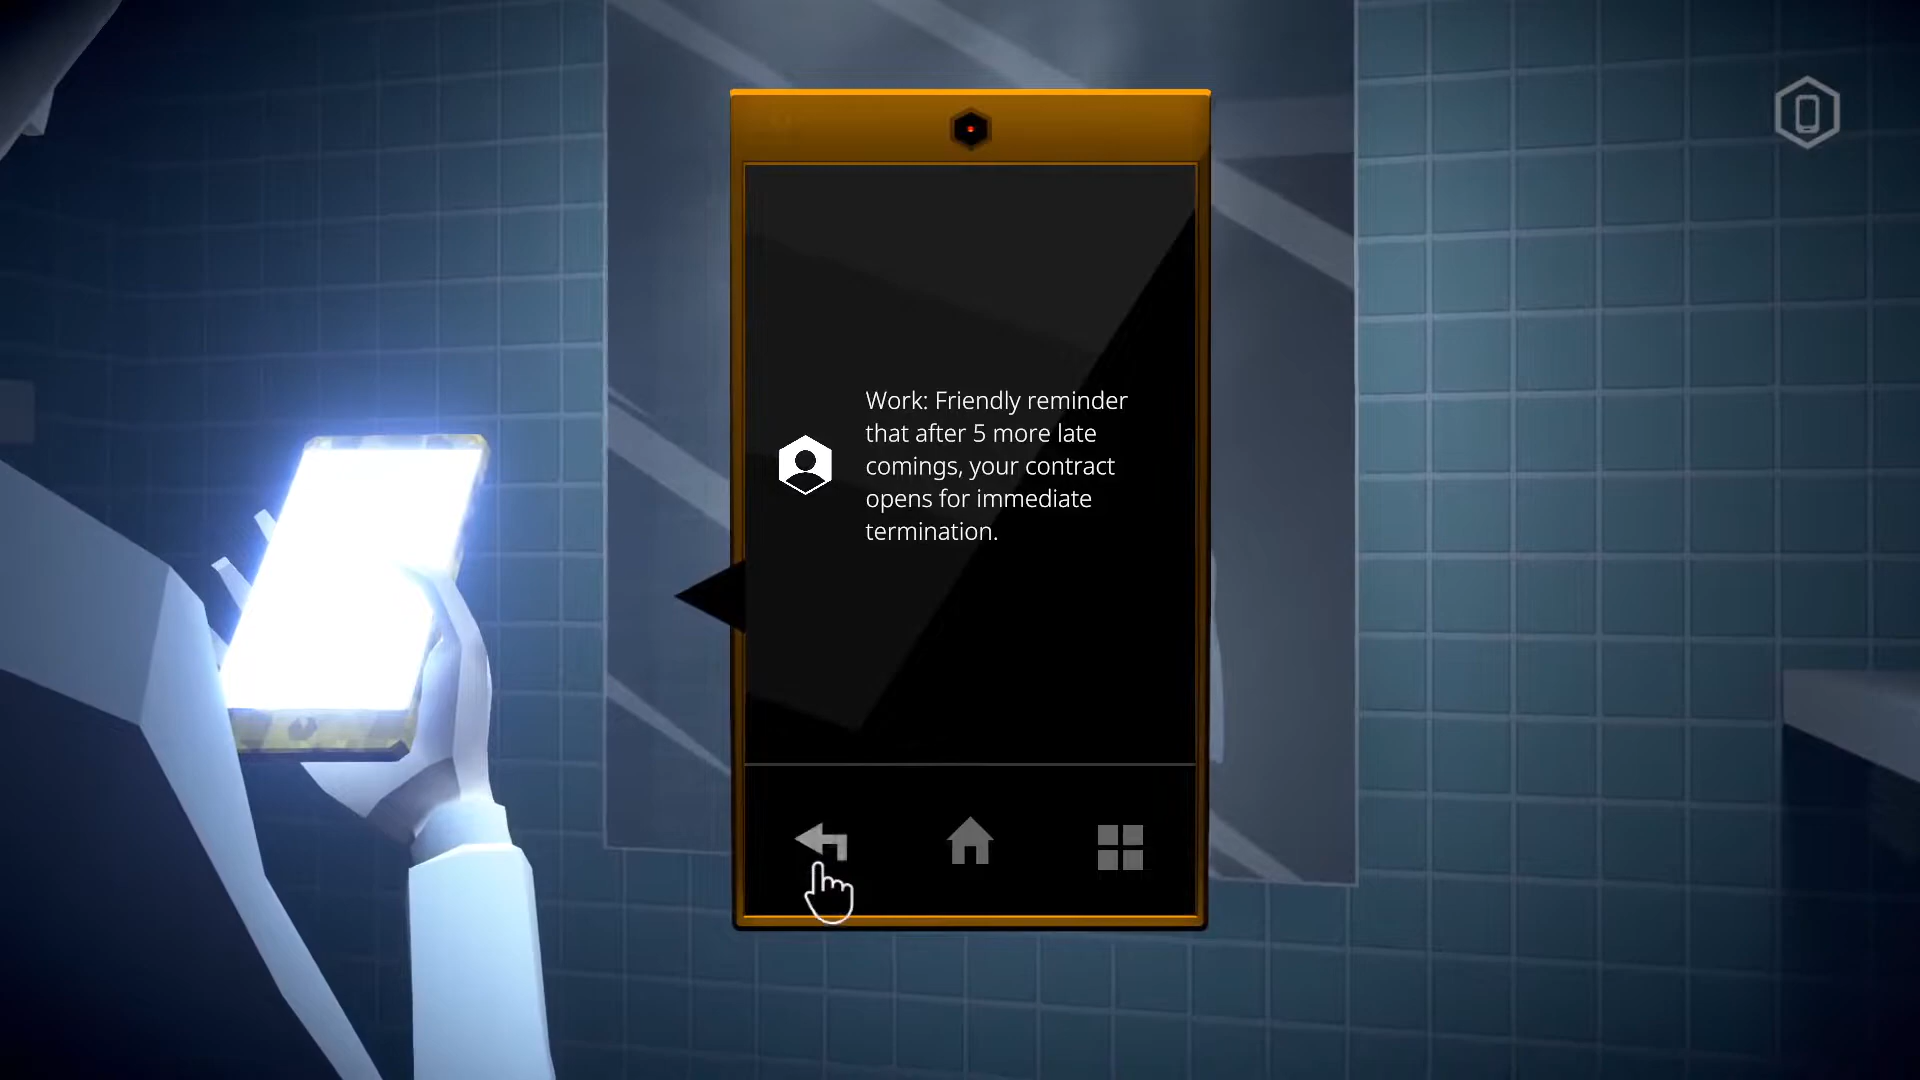 Work: Friendly reminder
that after 5 more late
comings, your contract
opens for immediate
termination.